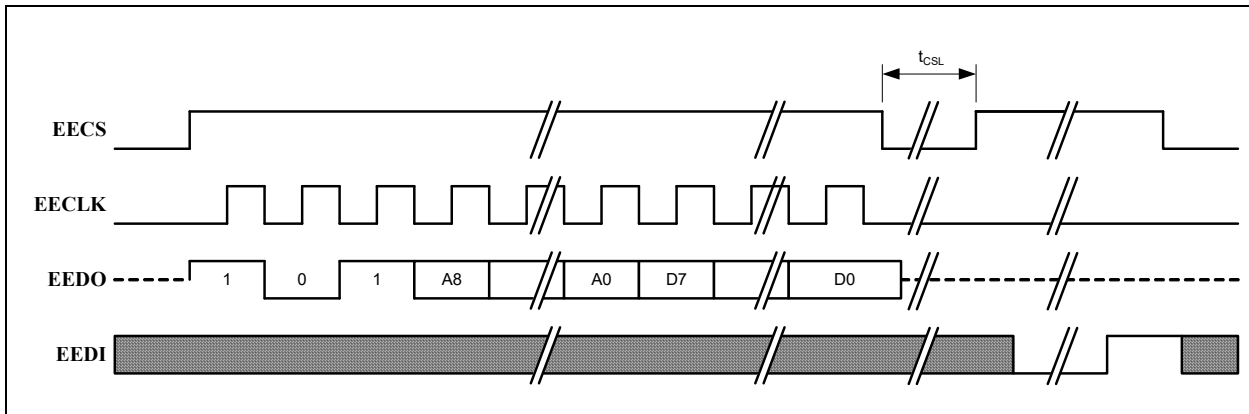 tCSL
EECS
EECLK
EEDO 1 0 1 A8 A0 D7 D0
EEDI